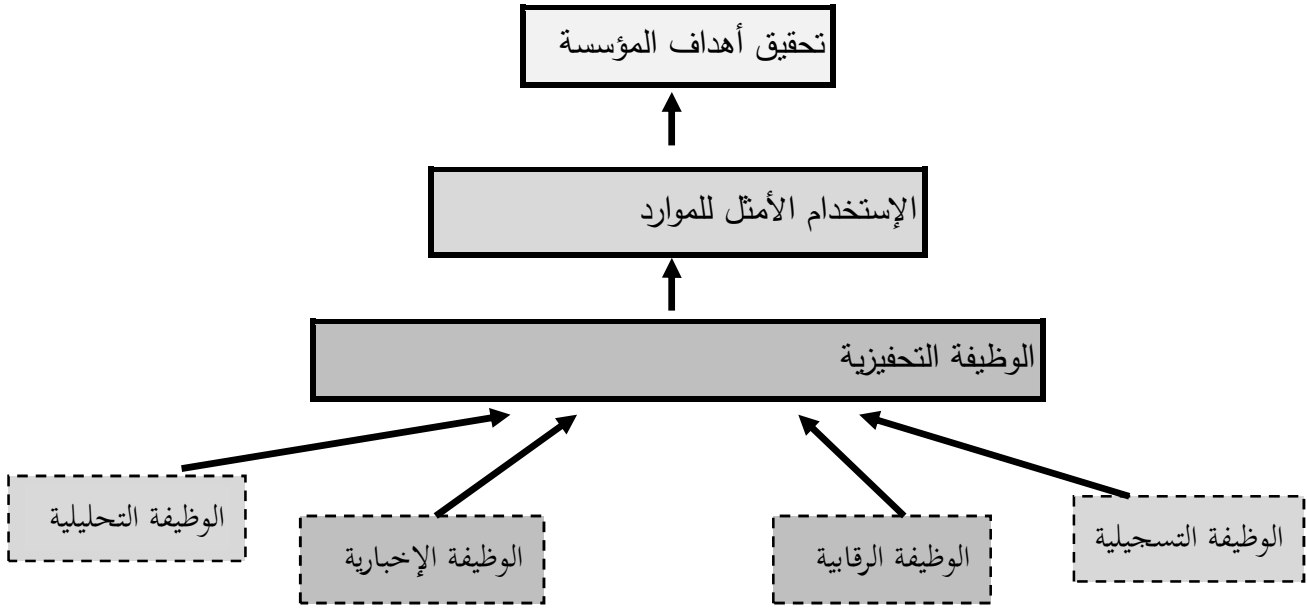 تحقيق أهداف المؤسسة
الإستخدام الأمثل للموارد
الوظيفة التحفيزية
الوظيفة التسجيلية
الوظيفة الرقابية
الوظيفة الإخبارية
الوظيفة التحليلية